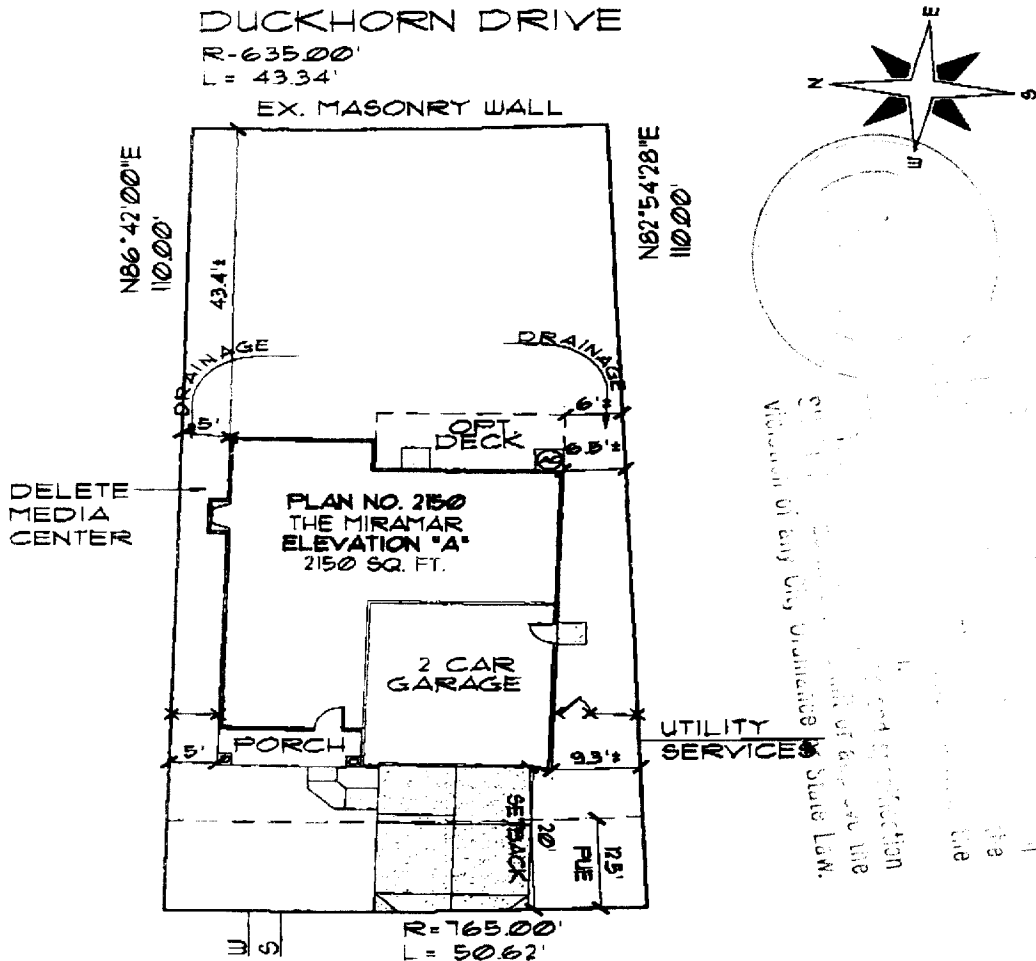 DUCKHORN DRIVE
R-635.00'
L = 43.34'
EX. MASONRY WALL
E
N
S
W
N86°42'00"E
110.00'
N82°54'28"E
110.00'
43.4'±
DRAINAGE
DRAINAGE
5'
6'±
OPT.
DECK
AC
6.5'±
DELETE
MEDIA
CENTER
PLAN NO. 2150
THE MIRAMAR
ELEVATION "A"
2150 SQ. FT.
2 CAR
GARAGE
PORCH
5'
9.3'±
UTILITY
SERVICES
SETBACK
20'
12.5'
PUE
W
S
R=765.00'
L = 50.62'
violation of any City Ordinance State Law.